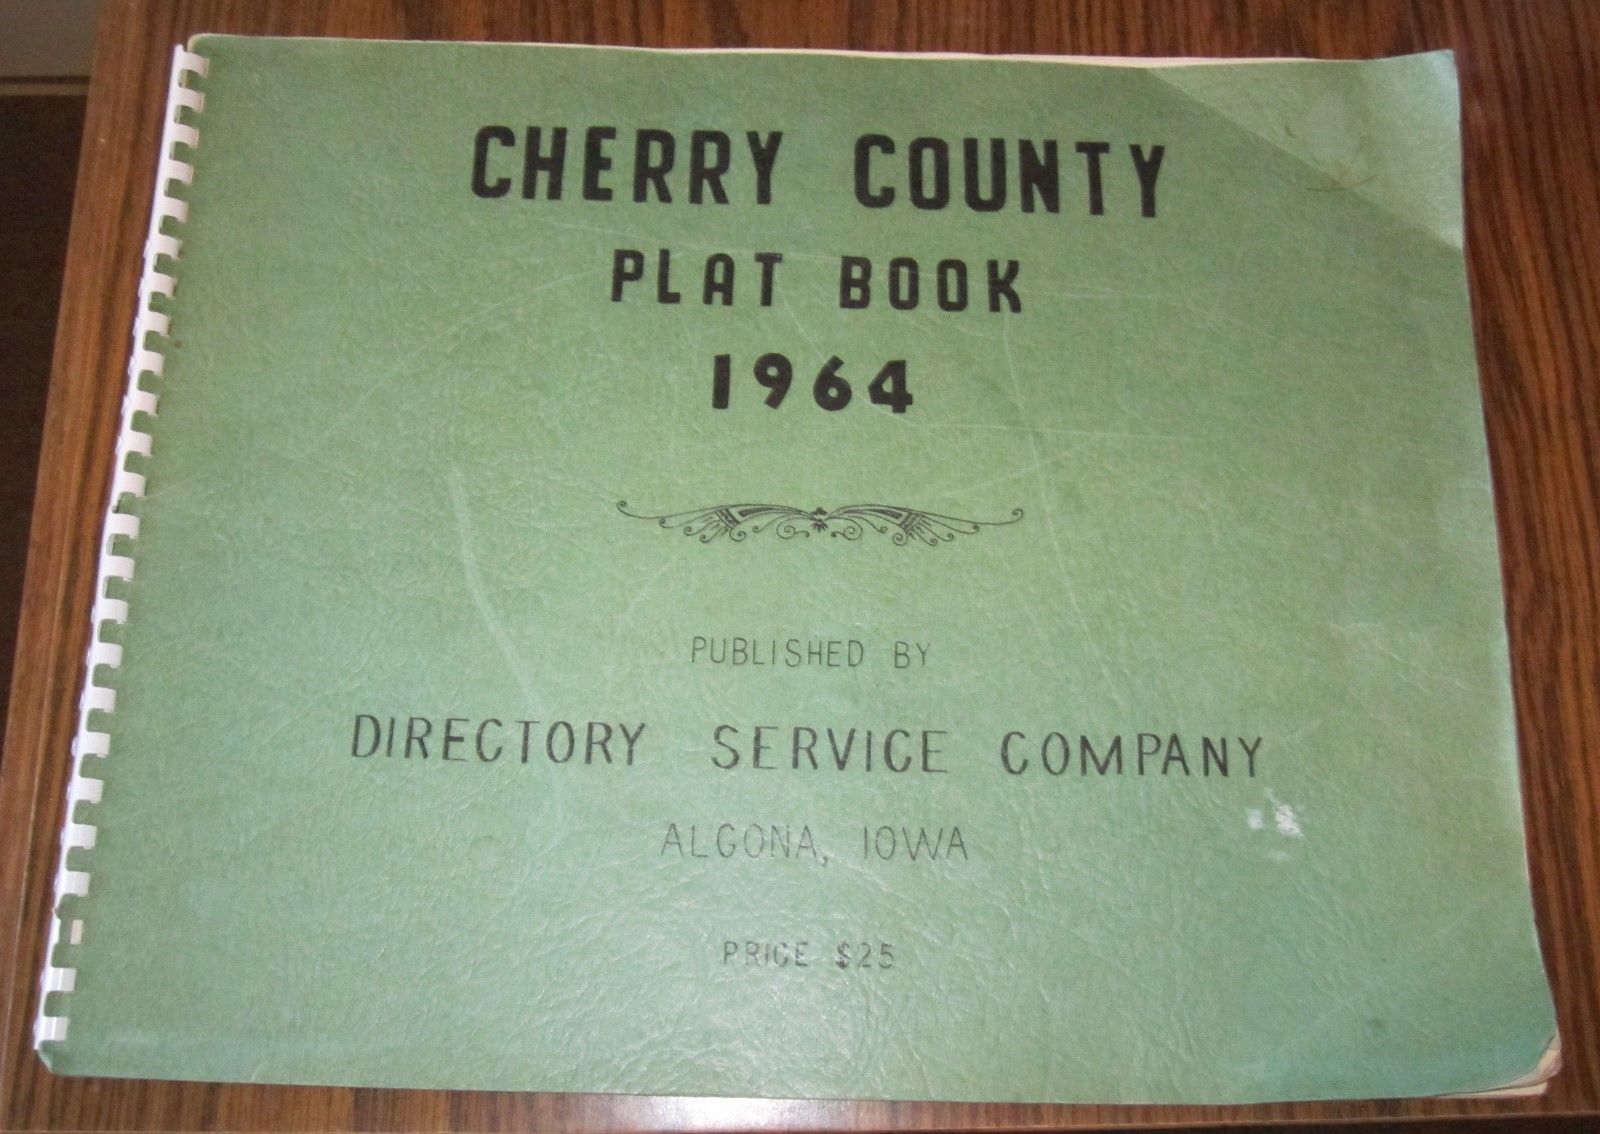 CHERRY COUNTY
PLAT BOOK
1964
PUBLISHED BY
DIRECTORY SERVICE COMPANY
ALGONA, IOWA
PRICE $25